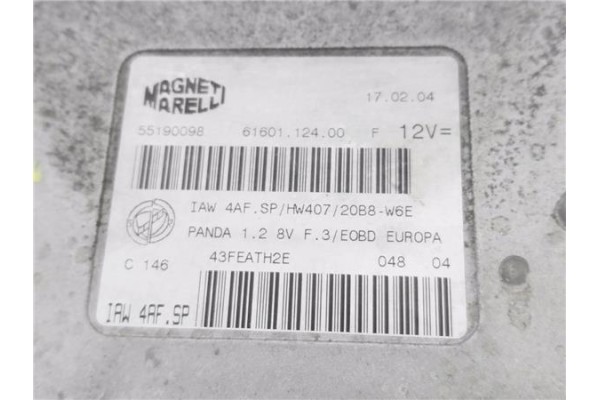 MAGNETI
MARELLI
17.02.04
55190098 61601.124.00 F 12V=
IAW 4AF.SP/HW407/20B8-W6E
PANDA 1.2 8V F.3/EOBD EUROPA
C 146 43FEATH2E 048 04
IAW 4AF.SP